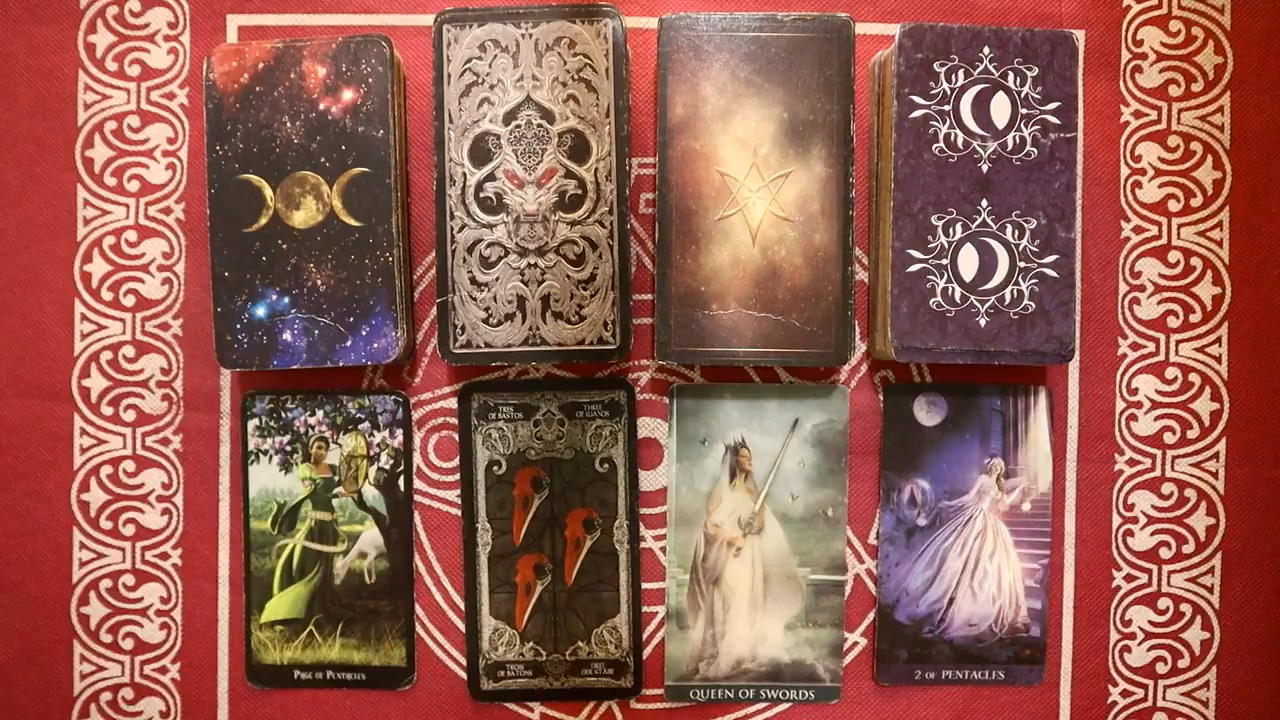 PAGE OF PENTACLES
TRES
DE BASTOS
THREE
OF WANDS
TROIS
DE BATONS
DREI
DER STÄBE
QUEEN OF SWORDS
2 OF PENTACLES